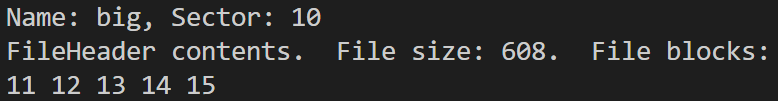 Name: big, Sector: 10
FileHeader contents.  File size: 608.  File blocks:
11 12 13 14 15